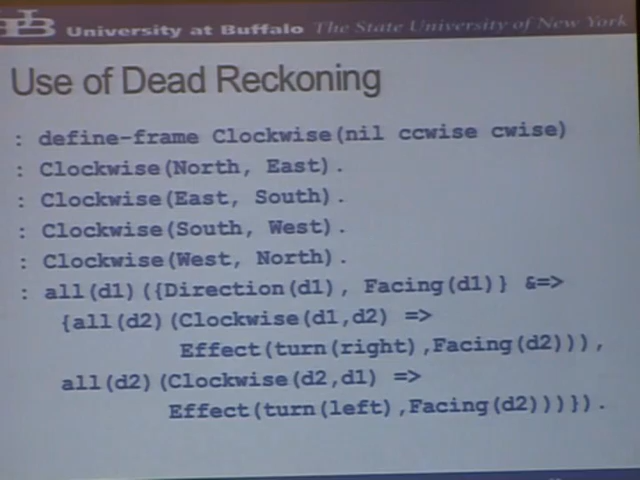 UB University at Buffalo The State University of New York
Use of Dead Reckoning
: define-frame Clockwise(nil ccwise cwise)
: Clockwise(North, East).
: Clockwise(East, South).
: Clockwise(South, West).
: Clockwise(West, North).
: all(d1)({Direction(d1), Facing(d1)} &=>
{all(d2)(Clockwise(d1,d2) =>
Effect(turn(right),Facing(d2))),
all(d2)(Clockwise(d2,d1) =>
Effect(turn(left),Facing(d2)))}).